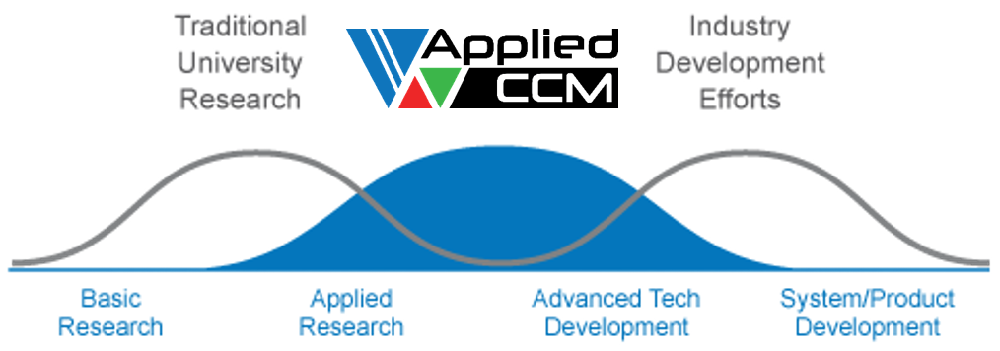 Traditional
University
Research
Applied
CCM
Industry
Development
Efforts
Basic
Research
Applied
Research
Advanced Tech
Development
System/Product
Development